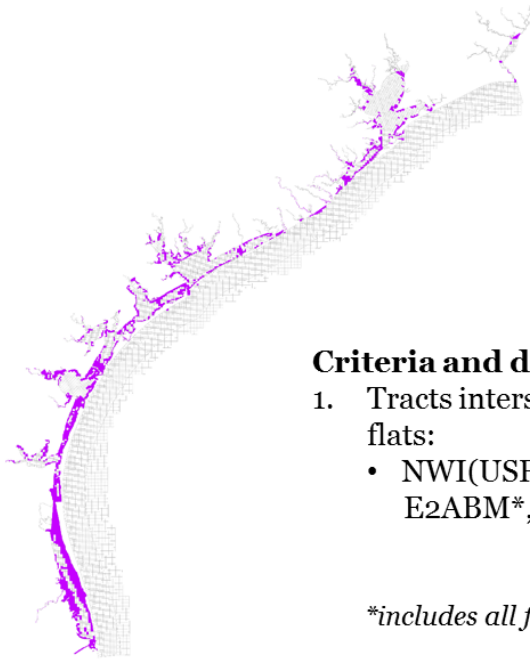 Criteria and d
1. Tracts inters
flats:
• NWI(USF
E2ABM*,
*includes all f